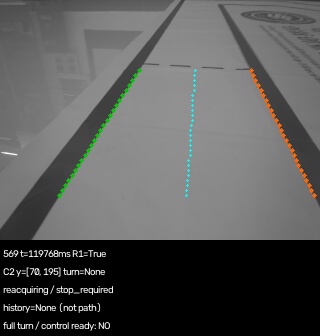 569 t=119768ms R1=True
C2 y=[70, 195] turn=None
reacquiring / stop_required
history=None (not path)
full turn / control ready: NO